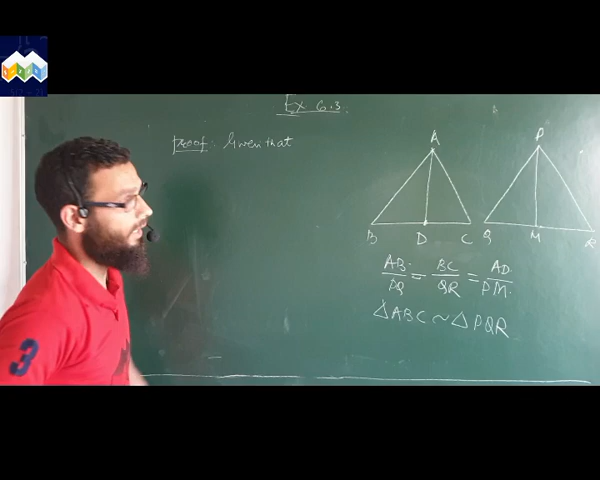 Ex 6.3.
proof: Given that
A
P
B D C Q M R
AB/PQ = BC/QR = AD/PM.
△ABC ~ △PQR
3